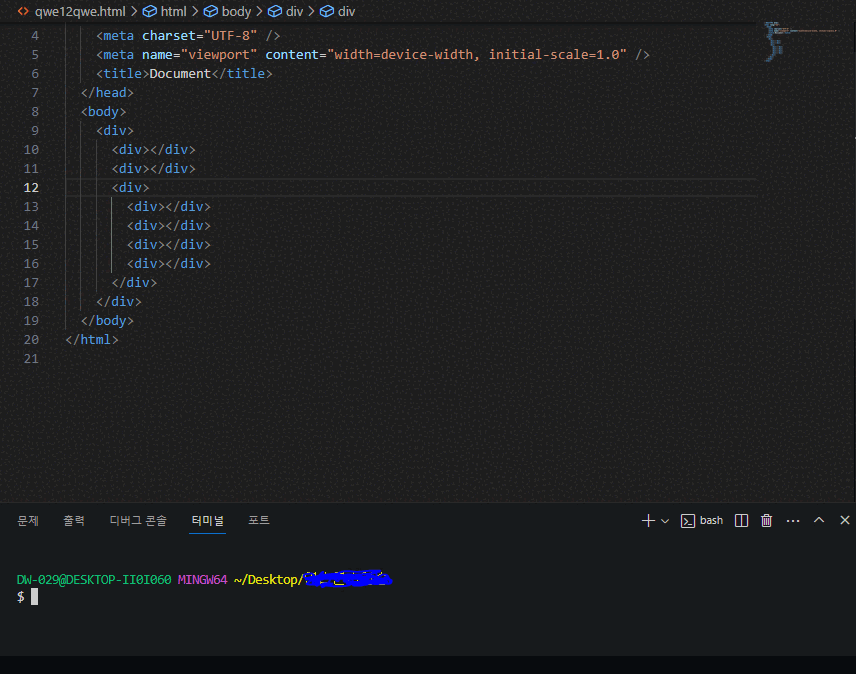 qwe12qwe.html > html > body > div > div
4 <meta charset="UTF-8" />
5 <meta name="viewport" content="width=device-width, initial-scale=1.0" />
6 <title>Document</title>
7 </head>
8 <body>
9 <div>
10 <div></div>
11 <div></div>
12 <div>
13 <div></div>
14 <div></div>
15 <div></div>
16 <div></div>
17 </div>
18 </div>
19 </body>
20 </html>
21
문제 출력 디버그 콘솔 터미널 포트 bash
DW-029@DESKTOP-II0I060 MINGW64 ~/Desktop/
$